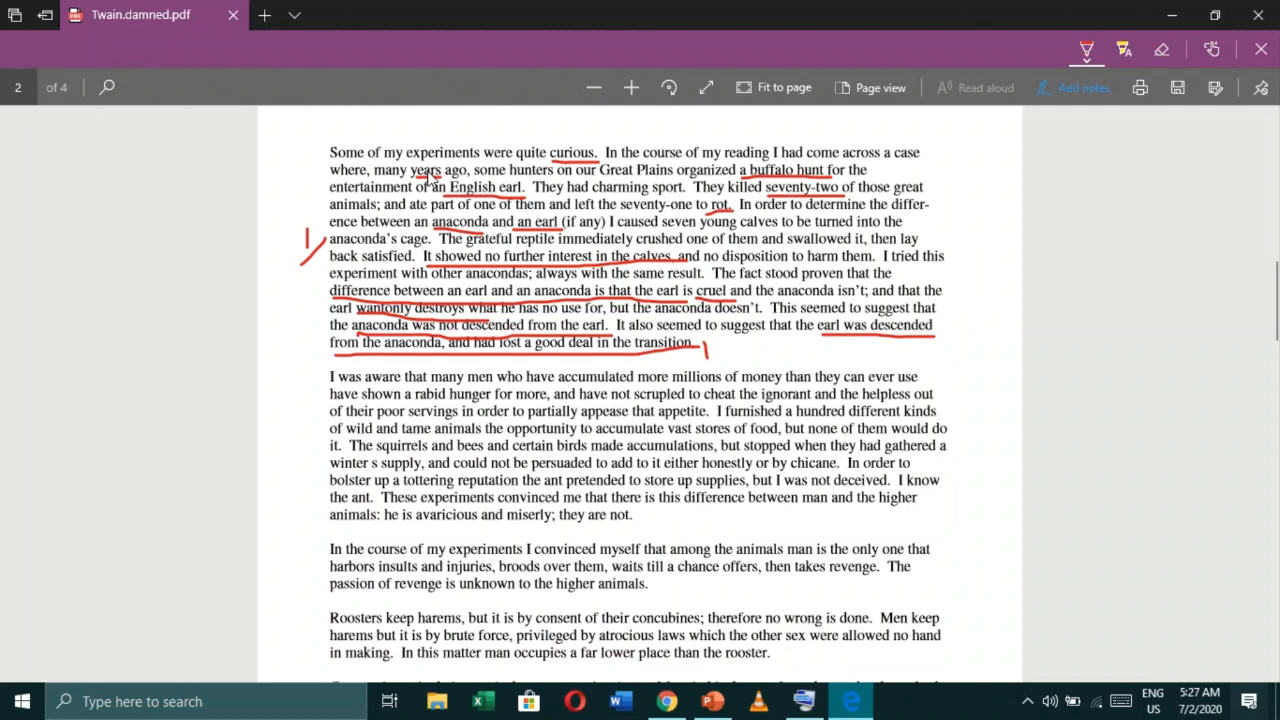 Twain.damned.pdf
2 of 4
Fit to page
Page view
Read aloud
Add notes
Some of my experiments were quite curious. In the course of my reading I had come across a case
where, many years ago, some hunters on our Great Plains organized a buffalo hunt for the
entertainment of an English earl. They had charming sport. They killed seventy-two of those great
animals; and ate part of one of them and left the seventy-one to rot. In order to determine the differ-
ence between an anaconda and an earl (if any) I caused seven young calves to be turned into the
anaconda's cage. The grateful reptile immediately crushed one of them and swallowed it, then lay
back satisfied. It showed no further interest in the calves, and no disposition to harm them. I tried this
experiment with other anacondas; always with the same result. The fact stood proven that the
difference between an earl and an anaconda is that the earl is cruel and the anaconda isn't; and that the
earl wantonly destroys what he has no use for, but the anaconda doesn't. This seemed to suggest that
the anaconda was not descended from the earl. It also seemed to suggest that the earl was descended
from the anaconda, and had lost a good deal in the transition.
I was aware that many men who have accumulated more millions of money than they can ever use
have shown a rabid hunger for more, and have not scrupled to cheat the ignorant and the helpless out
of their poor servings in order to partially appease that appetite. I furnished a hundred different kinds
of wild and tame animals the opportunity to accumulate vast stores of food, but none of them would do
it. The squirrels and bees and certain birds made accumulations, but stopped when they had gathered a
winter s supply, and could not be persuaded to add to it either honestly or by chicane. In order to
bolster up a tottering reputation the ant pretended to store up supplies, but I was not deceived. I know
the ant. These experiments convinced me that there is this difference between man and the higher
animals: he is avaricious and miserly; they are not.
In the course of my experiments I convinced myself that among the animals man is the only one that
harbors insults and injuries, broods over them, waits till a chance offers, then takes revenge. The
passion of revenge is unknown to the higher animals.
Roosters keep harems, but it is by consent of their concubines; therefore no wrong is done. Men keep
harems but it is by brute force, privileged by atrocious laws which the other sex were allowed no hand
in making. In this matter man occupies a far lower place than the rooster.
Type here to search
ENG
US
5:27 AM
7/2/2020